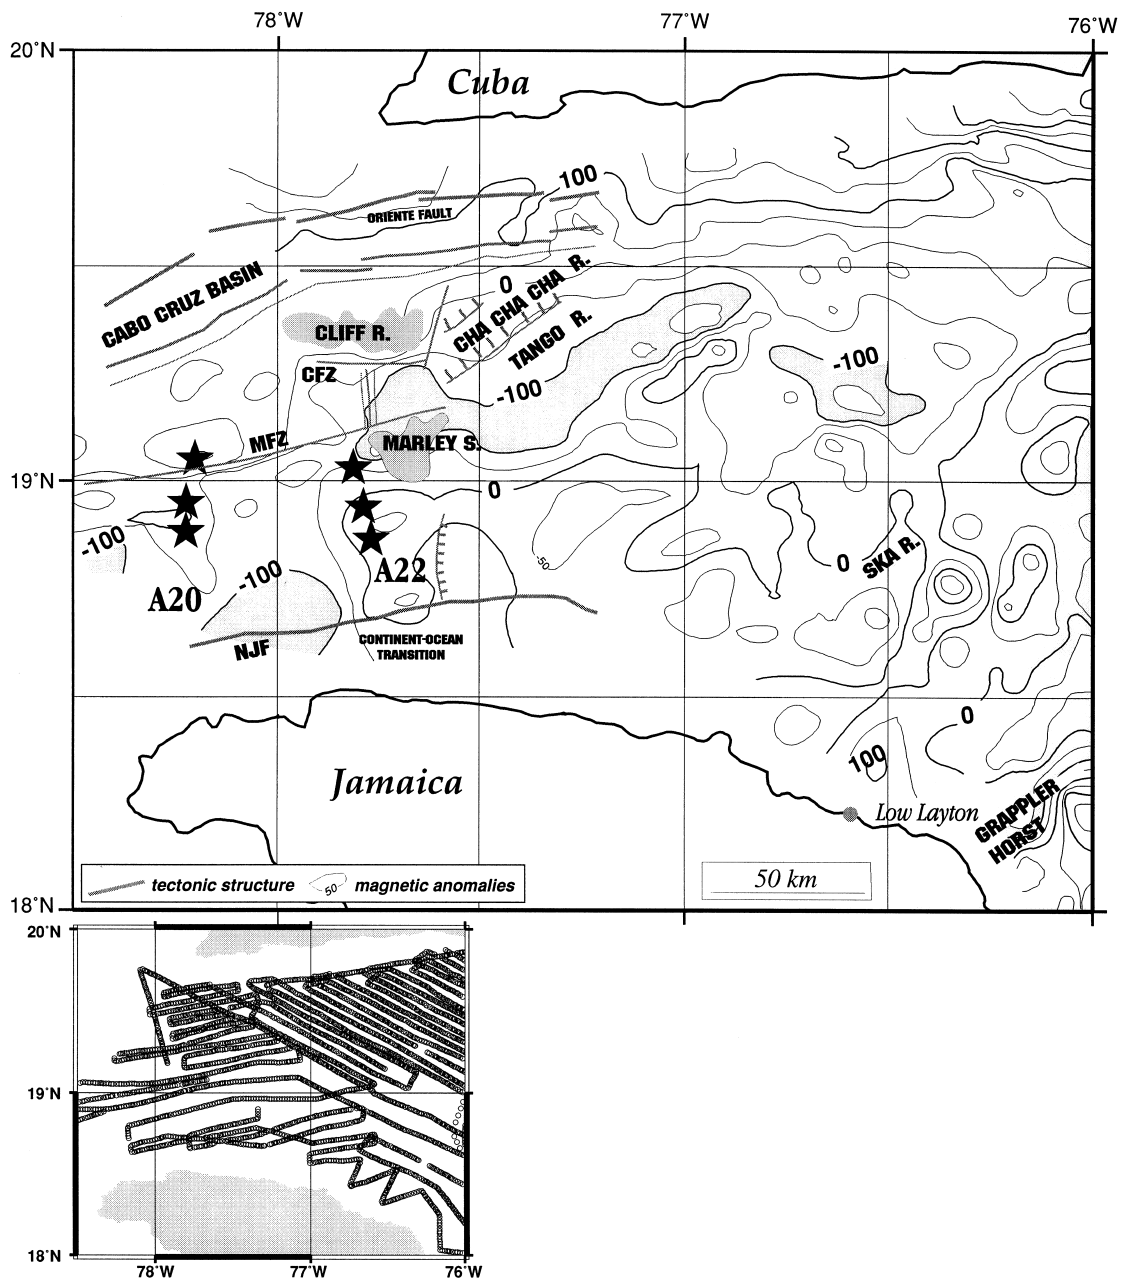 78°W
77°W
76°W
20°N
Cuba
100
ORIENTE FAULT
CABO CRUZ BASIN
0
CHA CHA CHA R.
CLIFF R.
TANGO R.
CFZ
-100
-100
MFZ
MARLEY S.
19°N
0
-100
-50
0
SKA R.
-100
A22
A20
NJF
CONTINENT-OCEAN
TRANSITION
0
100
Jamaica
Low Layton
GRAPPLER
HORST
tectonic structure
50
magnetic anomalies
50 km
18°N
20°N
19°N
18°N
78°W
77°W
76°W